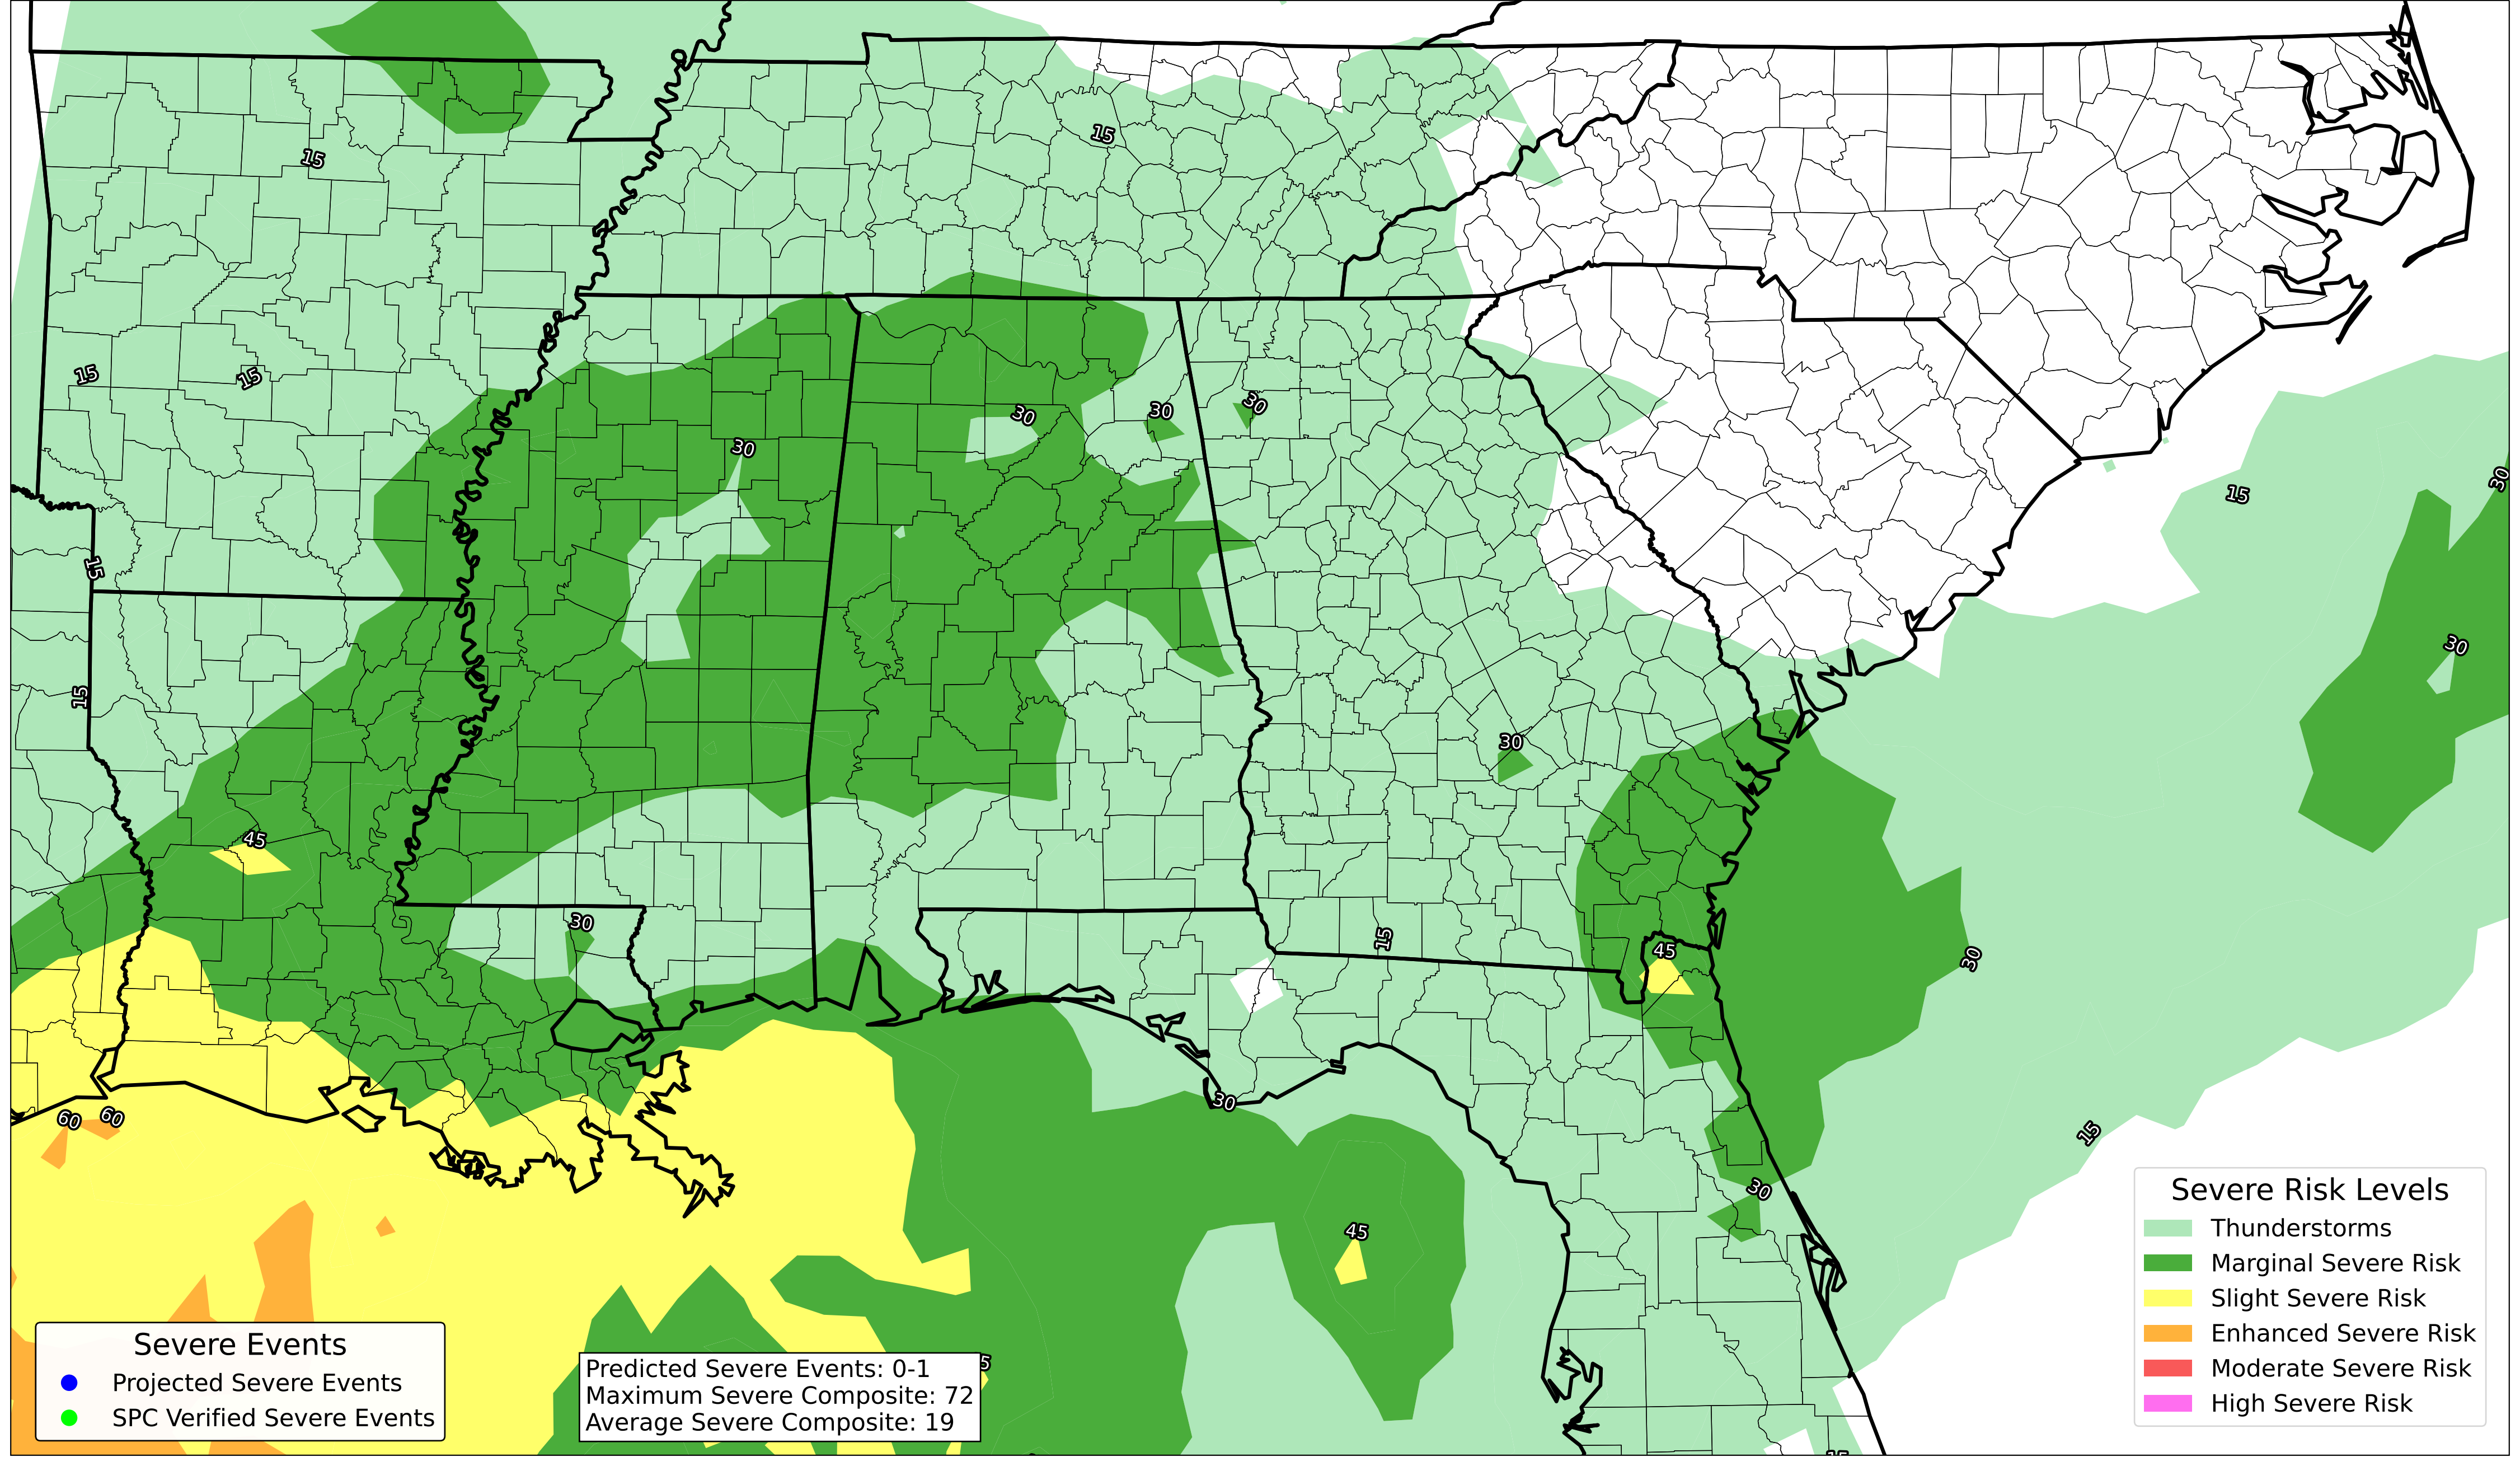 15
15
15
15
30
30
30
30
30
15
15
30
15
30
30
45
30
15
45
30
60
60
30
15
30
45
Severe Risk Levels
Thunderstorms
Marginal Severe Risk
Slight Severe Risk
Enhanced Severe Risk
Moderate Severe Risk
High Severe Risk
Severe Events
Projected Severe Events
SPC Verified Severe Events
Predicted Severe Events: 0-1
Maximum Severe Composite: 72
Average Severe Composite: 19